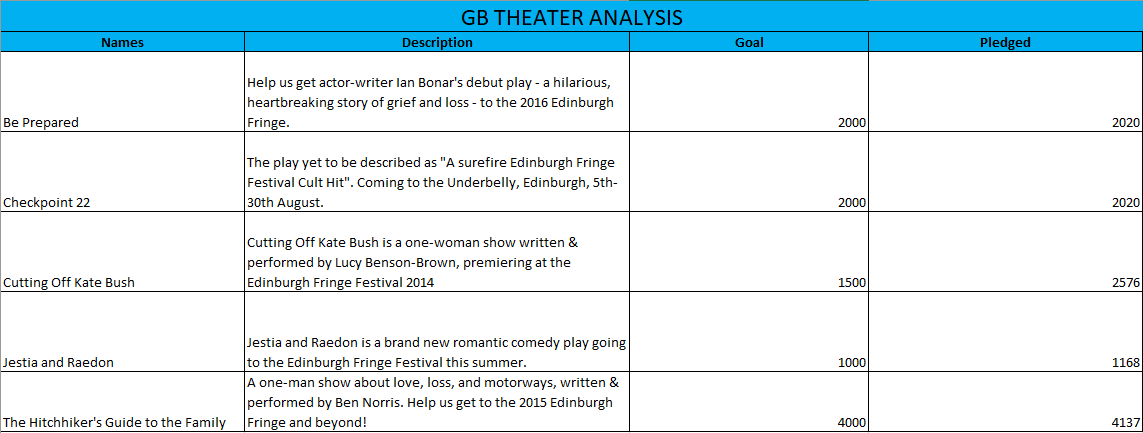 GB THEATER ANALYSIS
Names Description Goal Pledged
Help us get actor-writer Ian Bonar's debut play - a hilarious,
heartbreaking story of grief and loss - to the 2016 Edinburgh
Be Prepared Fringe. 2000 2020
The play yet to be described as "A surefire Edinburgh Fringe
Festival Cult Hit". Coming to the Underbelly, Edinburgh, 5th-
Checkpoint 22 30th August. 2000 2020
Cutting Off Kate Bush is a one-woman show written &
performed by Lucy Benson-Brown, premiering at the
Cutting Off Kate Bush Edinburgh Fringe Festival 2014 1500 2576
Jestia and Raedon is a brand new romantic comedy play going
Jestia and Raedon to the Edinburgh Fringe Festival this summer. 1000 1168
A one-man show about love, loss, and motorways, written &
performed by Ben Norris. Help us get to the 2015 Edinburgh
The Hitchhiker's Guide to the Family Fringe and beyond! 4000 4137